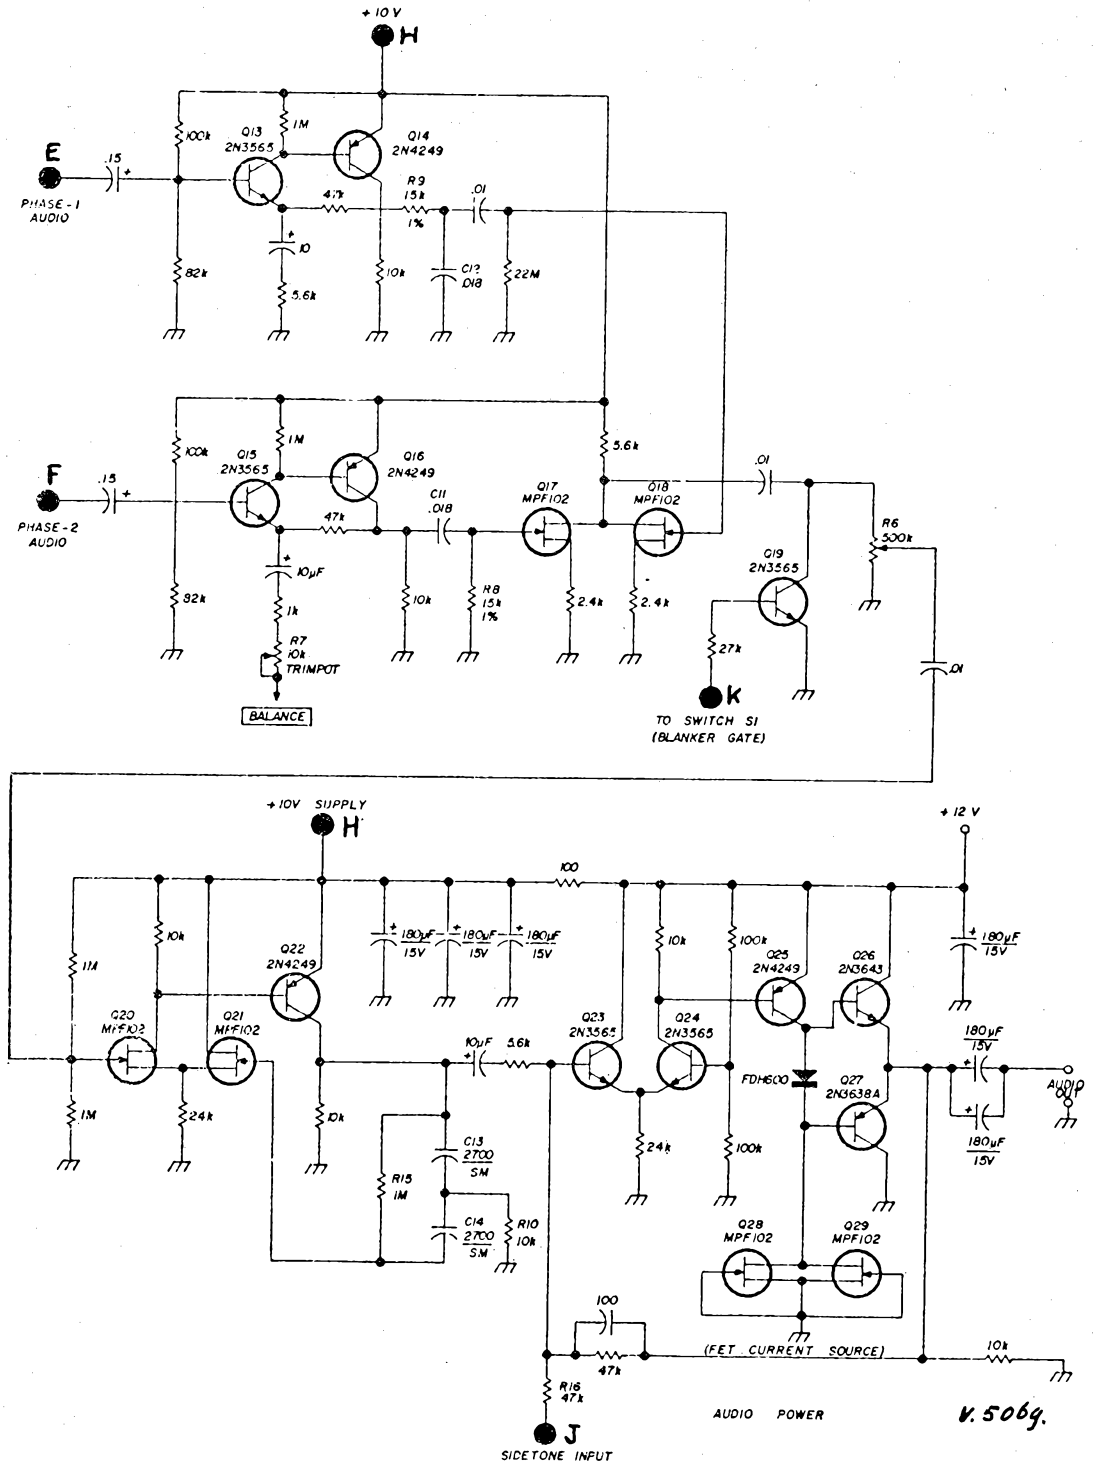 +10V
H
1M
Q13
2N3565
Q14
2N4249
100k
E
.15
+
PHASE-1
AUDIO
47k
R9
15k
1%
.01
+
10
82k
5.6k
10k
C12
.018
22M
1M
100k
Q15
2N3565
Q16
2N4249
5.6k
F
.15
+
PHASE-2
AUDIO
C11
.018
Q17
MPF102
Q18
MPF102
.01
R6
500k
47k
+
10µF
Q19
2N3565
82k
1k
10k
R8
15k
1%
2.4k
2.4k
R7
10k
TRIMPOT
27k
.01
K
BALANCE
TO SWITCH S1
(BLANKER GATE)
+10V SUPPLY
H
+12V
100
10k
+
180µF
15V
+
180µF
15V
+
180µF
15V
10k
100k
+
180µF
15V
1M
Q22
2N4249
Q25
2N4249
Q26
2N3643
Q20
MPF102
Q21
MPF102
10µF
+
5.6k
Q23
2N3565
Q24
2N3565
180µF
15V
+
FDH600
Q27
2N3638A
AUDIO
OUT
1M
24k
10k
+
180µF
15V
C13
2700
SM
24k
100k
R15
1M
C14
2700
SM
R10
10k
Q28
MPF102
Q29
MPF102
100
(FET CURRENT SOURCE)
10k
47k
R16
47k
AUDIO POWER
V.506g.
J
SIDETONE INPUT